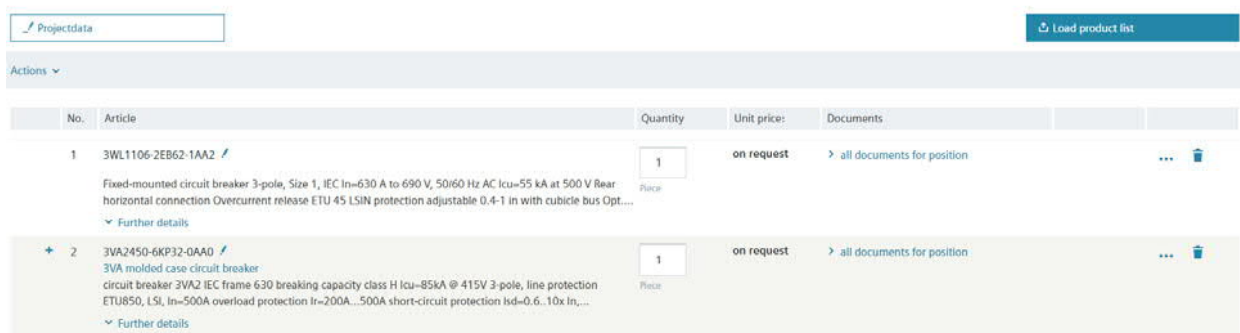 Projectdata
Load product list
Actions
No. Article Quantity Unit price: Documents
1 3WL1106-2EB62-1AA2 1 on request all documents for position
Fixed-mounted circuit breaker 3-pole, Size 1, IEC In=630 A to 690 V, 50/60 Hz AC Icu=55 kA at 500 V Rear Piece
horizontal connection Overcurrent release ETU 45 LSIN protection adjustable 0.4-1 in with cubicle bus Opt....
Further details
2 3VA2450-6KP32-0AA0 1 on request all documents for position
3VA molded case circuit breaker
circuit breaker 3VA2 IEC frame 630 breaking capacity class H Icu=85kA @ 415V 3-pole, line protection Piece
ETU850, LSI, In=500A overload protection Ir=200A...500A short-circuit protection Isd=0.6..10x In,...
Further details